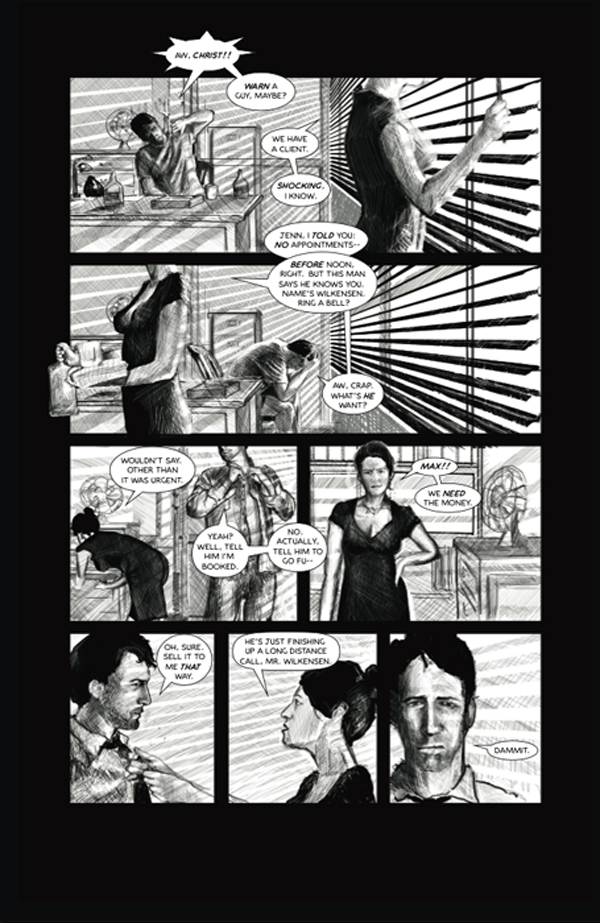 AW, CHRIST!!
WARN A
GUY, MAYBE?
WE HAVE
A CLIENT.
SHOCKING,
I KNOW.
JENN, I TOLD YOU:
NO APPOINTMENTS--
BEFORE NOON,
RIGHT. BUT THIS MAN
SAYS HE KNOWS YOU.
NAME'S WILKENSEN.
RING A BELL?
AW, CRAP.
WHAT'S HE
WANT?
WOULDN'T SAY.
OTHER THAN
IT WAS URGENT.
YEAH?
WELL, TELL
HIM I'M
BOOKED.
NO.
ACTUALLY,
TELL HIM TO
GO FU--
MAX!!
WE NEED
THE MONEY.
OH, SURE.
SELL IT TO
ME THAT
WAY.
HE'S JUST FINISHING
UP A LONG DISTANCE
CALL, MR. WILKENSEN.
DAMMIT.